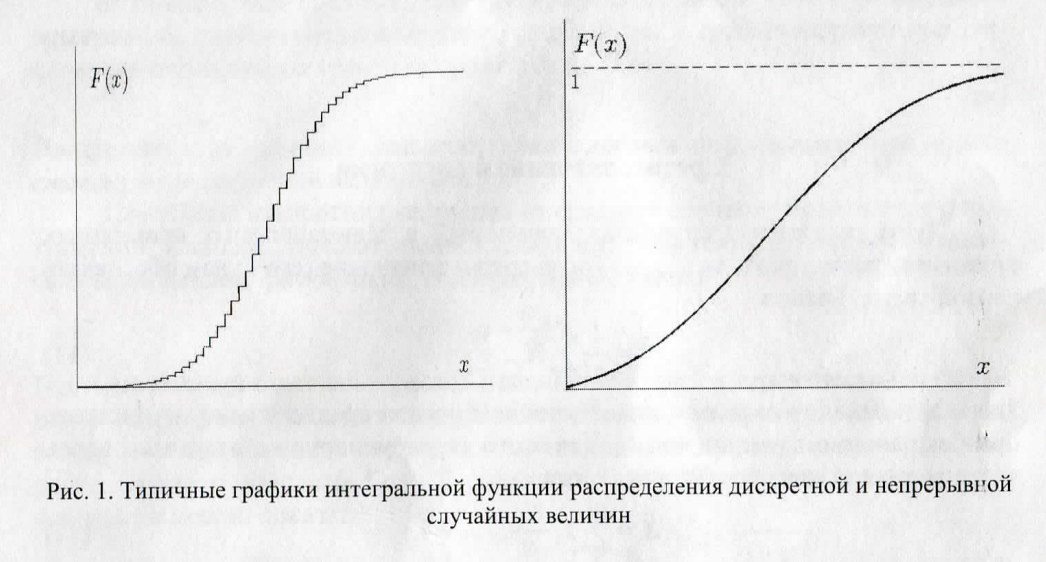 F(x)
x
F(x)
1
x
Рис. 1. Типичные графики интегральной функции распределения дискретной и непрерывной
случайных величин